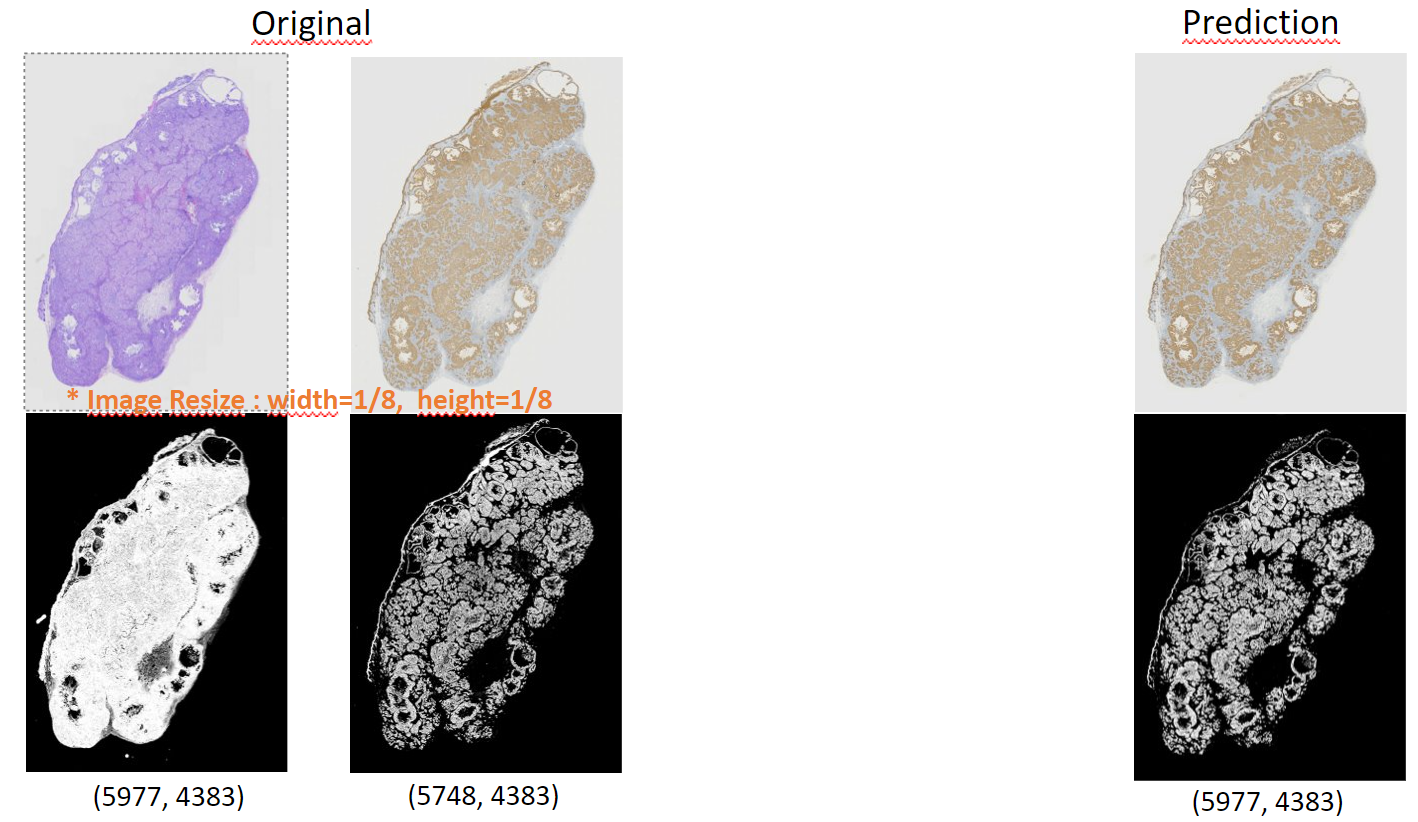 Original
Prediction
* Image Resize : width=1/8,  height=1/8
(5977, 4383)
(5748, 4383)
(5977, 4383)